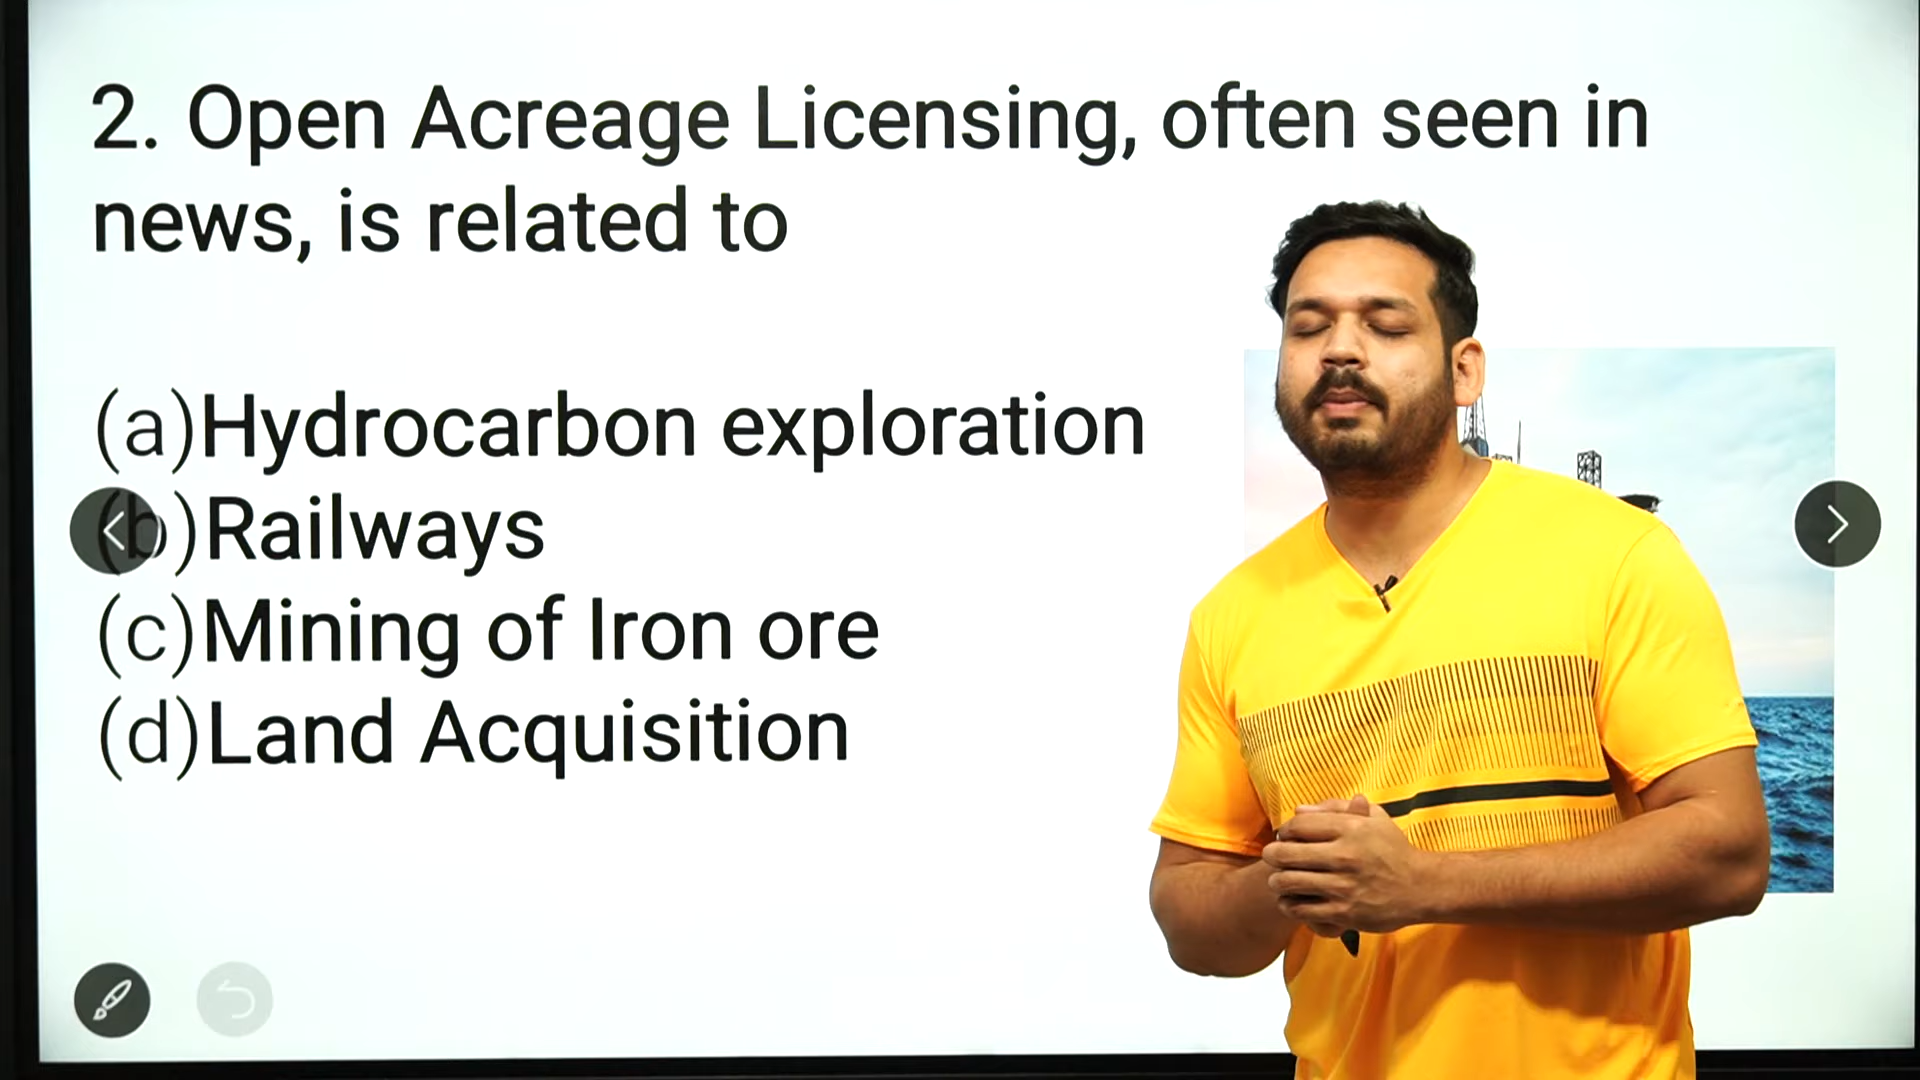 2. Open Acreage Licensing, often seen in
news, is related to
(a)Hydrocarbon exploration
(b)Railways
(c)Mining of Iron ore
(d)Land Acquisition